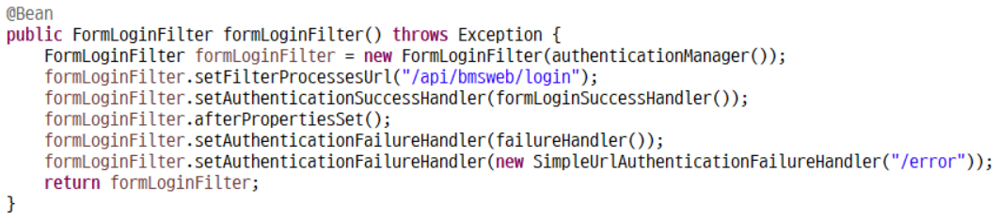 @Bean
public FormLoginFilter formLoginFilter() throws Exception {
    FormLoginFilter formLoginFilter = new FormLoginFilter(authenticationManager());
    formLoginFilter.setFilterProcessesUrl("/api/bmsweb/login");
    formLoginFilter.setAuthenticationSuccessHandler(formLoginSuccessHandler());
    formLoginFilter.afterPropertiesSet();
    formLoginFilter.setAuthenticationFailureHandler(failureHandler());
    formLoginFilter.setAuthenticationFailureHandler(new SimpleUrlAuthenticationFailureHandler("/error"));
    return formLoginFilter;
}